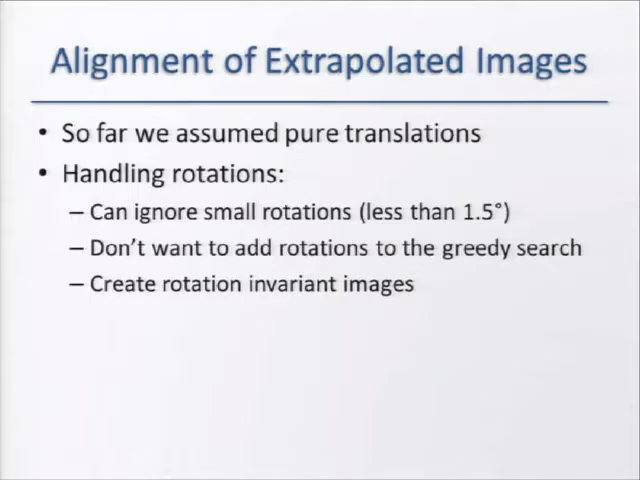 Alignment of Extrapolated Images
• So far we assumed pure translations
• Handling rotations:
– Can ignore small rotations (less than 1.5°)
– Don't want to add rotations to the greedy search
– Create rotation invariant images